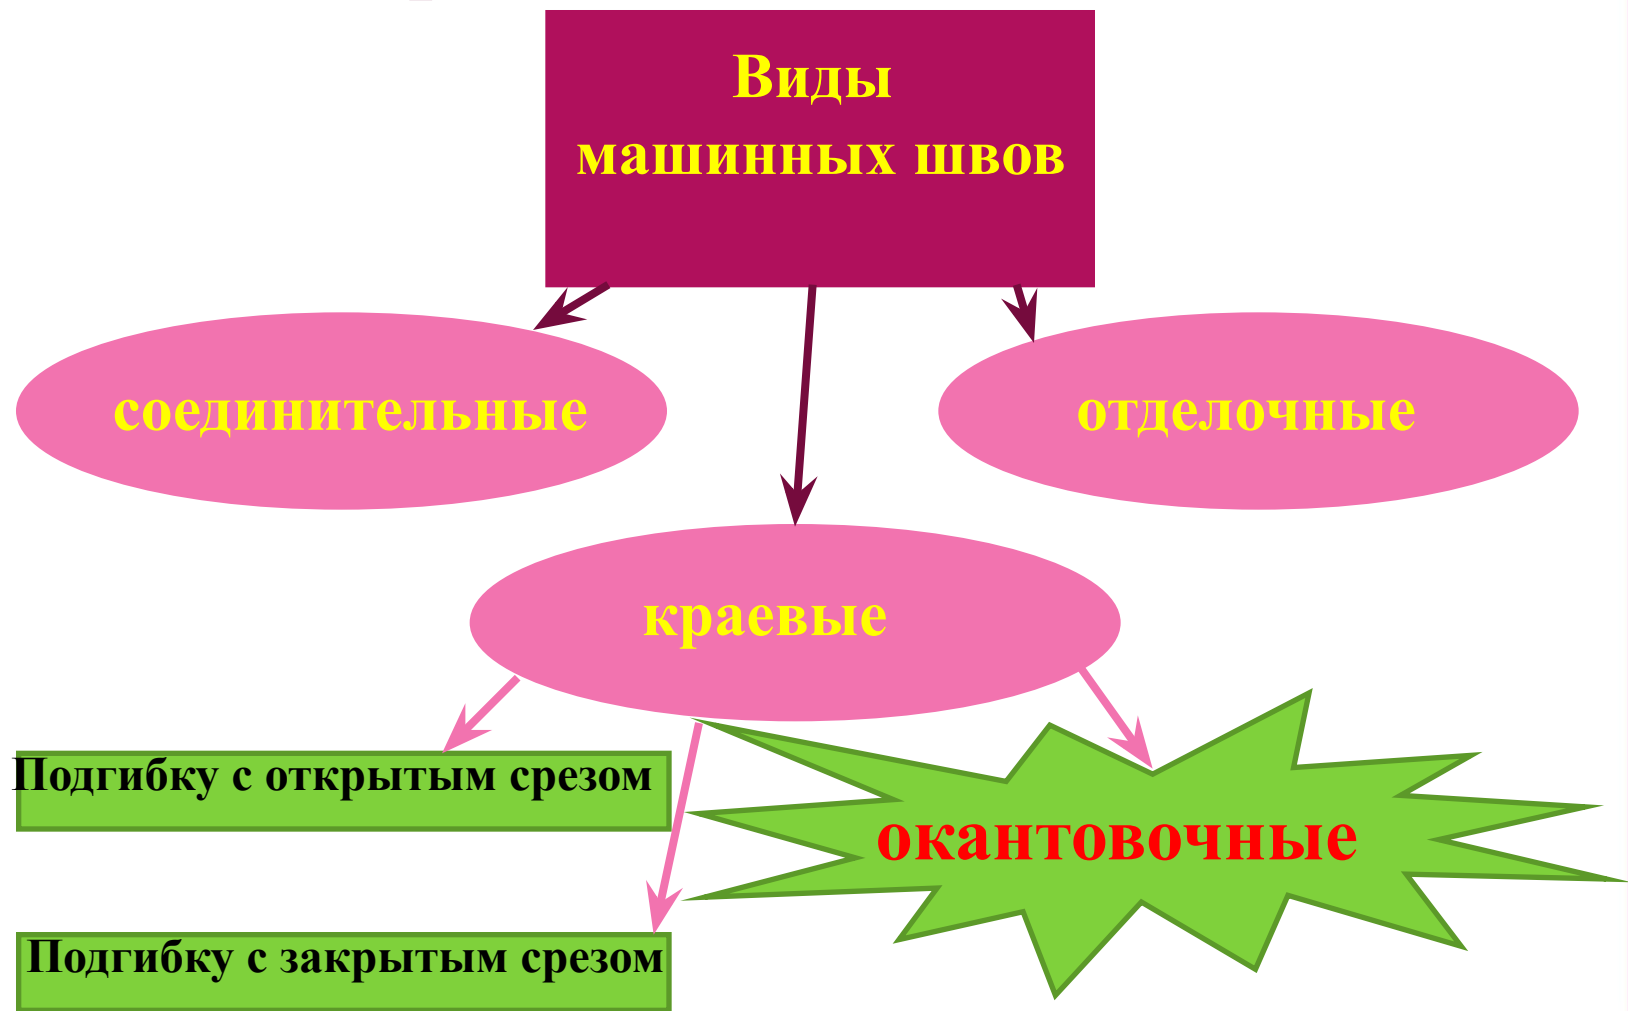 Виды
машинных швов
соединительные
отделочные
краевые
Подгибку с открытым срезом
окантовочные
Подгибку с закрытым срезом